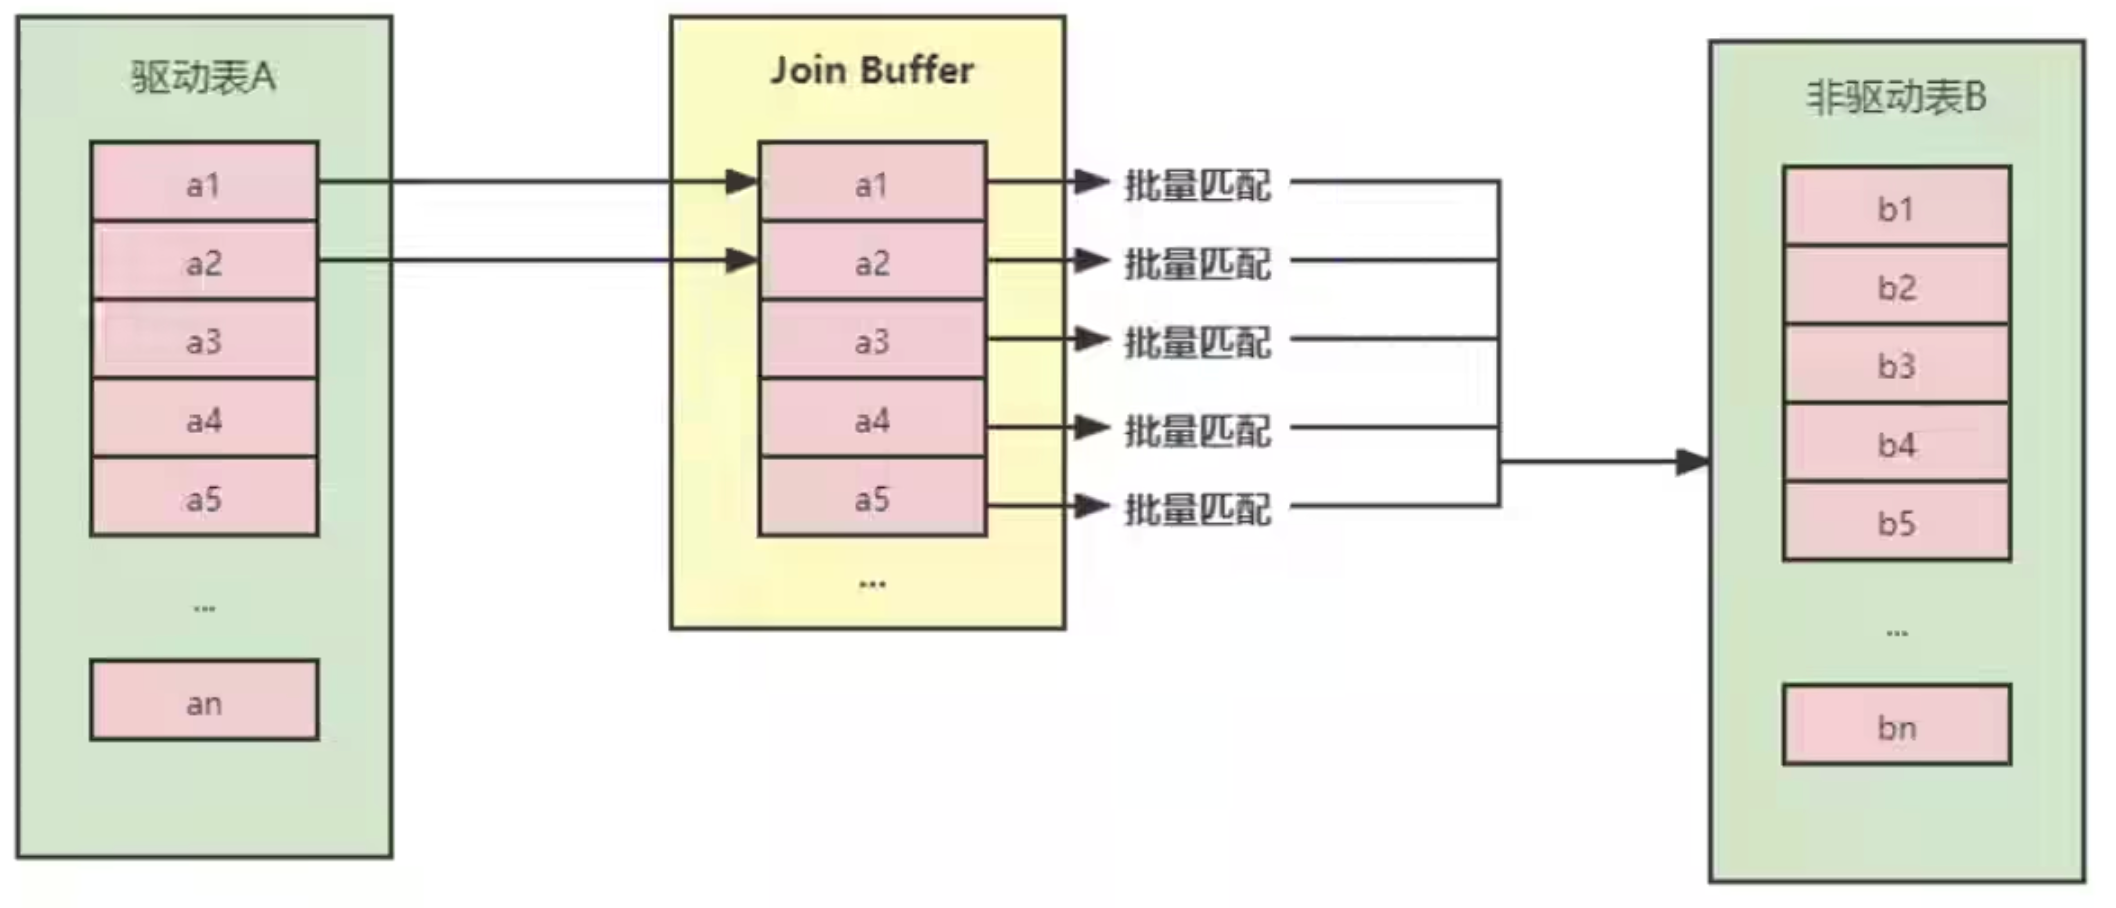 驱动表A
a1
a2
a3
a4
a5
...
an
Join Buffer
a1
a2
a3
a4
a5
...
批量匹配
批量匹配
批量匹配
批量匹配
批量匹配
非驱动表B
b1
b2
b3
b4
b5
...
bn